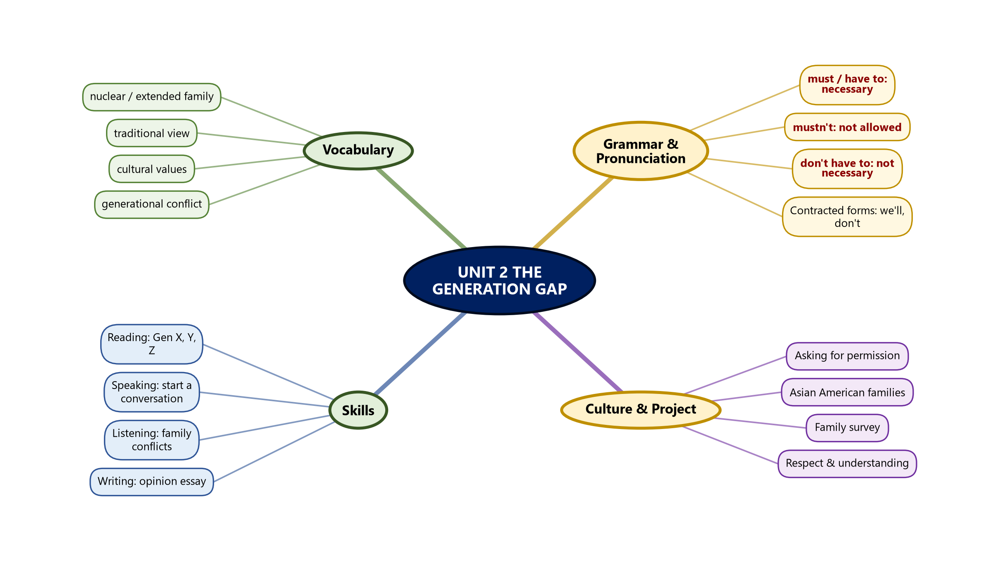 UNIT 2 THE
GENERATION GAP
Vocabulary
nuclear / extended family
traditional view
cultural values
generational conflict
Grammar &
Pronunciation
must / have to:
necessary
mustn't: not allowed
don't have to: not
necessary
Contracted forms: we'll,
don't
Skills
Reading: Gen X, Y,
Z
Speaking: start a
conversation
Listening: family
conflicts
Writing: opinion essay
Culture & Project
Asking for permission
Asian American families
Family survey
Respect & understanding